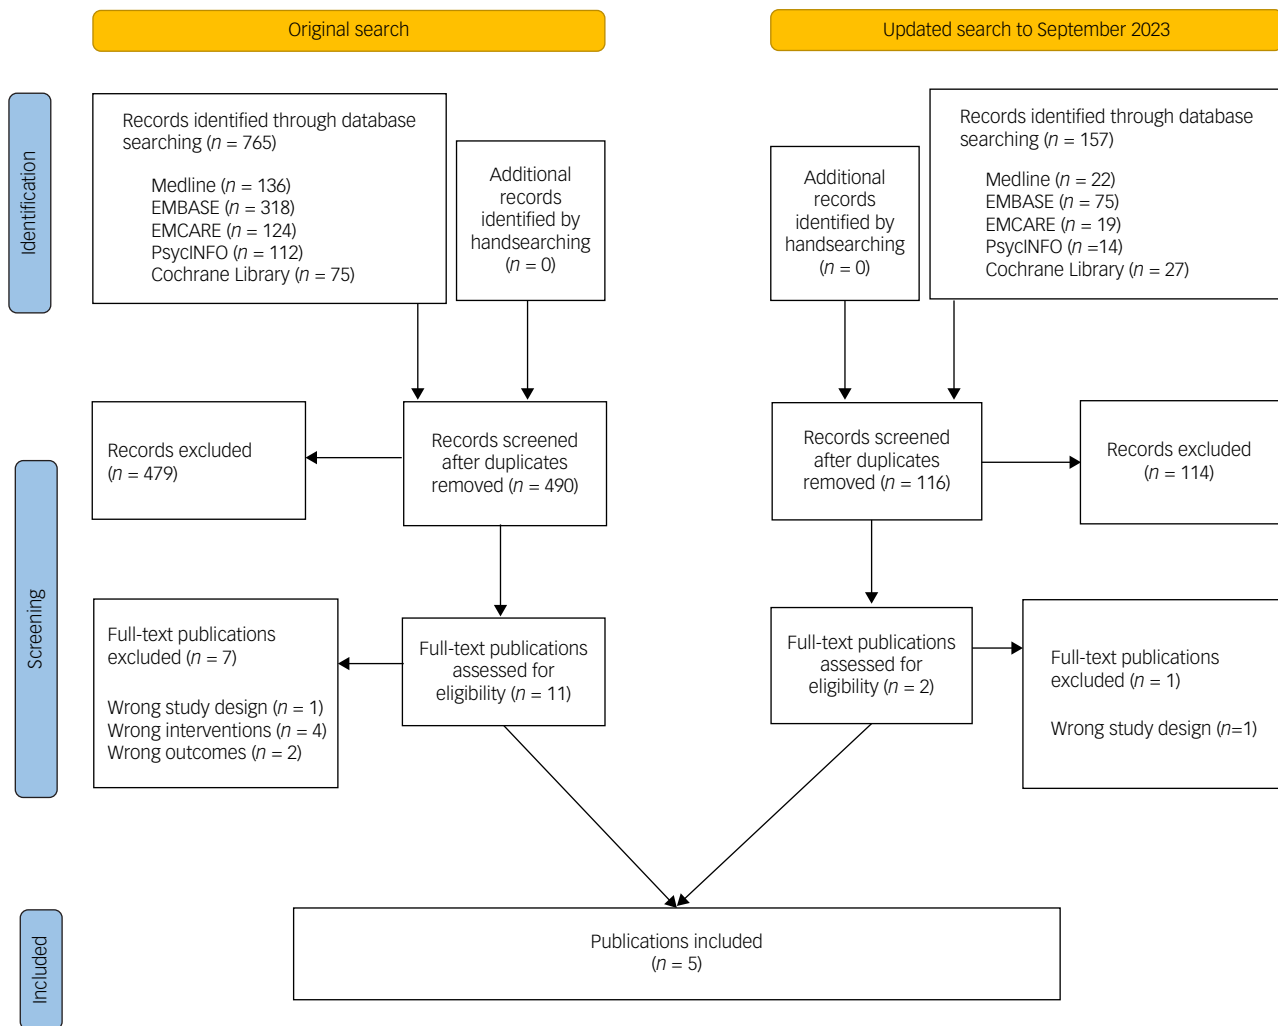 Original search
Updated search to September 2023
Identification
Records identified through database
searching (n = 765)
Medline (n = 136)
EMBASE (n = 318)
EMCARE (n = 124)
PsycINFO (n = 112)
Cochrane Library (n = 75)
Additional
records
identified by
handsearching
(n = 0)
Additional
records
identified by
handsearching
(n = 0)
Records identified through database
searching (n = 157)
Medline (n = 22)
EMBASE (n = 75)
EMCARE (n = 19)
PsycINFO (n =14)
Cochrane Library (n = 27)
Screening
Records excluded
(n = 479)
Records screened
after duplicates
removed (n = 490)
Records screened
after duplicates
removed (n = 116)
Records excluded
(n = 114)
Full-text publications
excluded (n = 7)
Wrong study design (n = 1)
Wrong interventions (n = 4)
Wrong outcomes (n = 2)
Full-text publications
assessed for
eligibility (n = 11)
Full-text publications
assessed for
eligibility (n = 2)
Full-text publications
excluded (n = 1)
Wrong study design (n=1)
Included
Publications included
(n = 5)